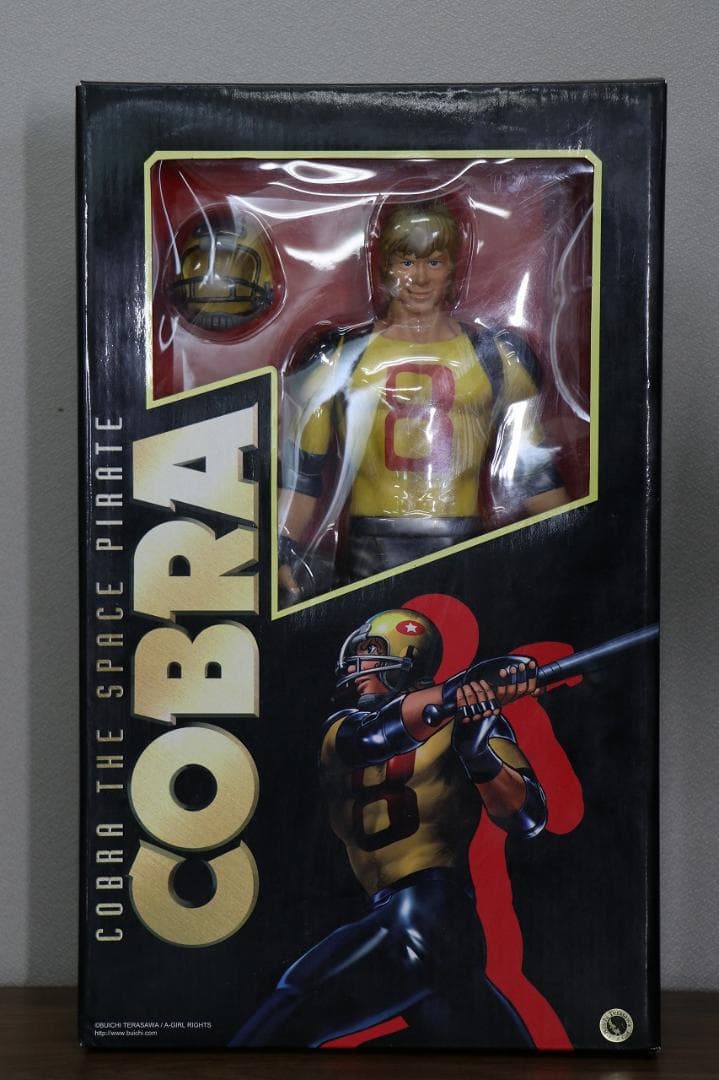 8
COBRA THE SPACE PIRATE
COBRA
8
©BUICHI TERASAWA / A-GIRL RIGHTS
http://www.buichi.com